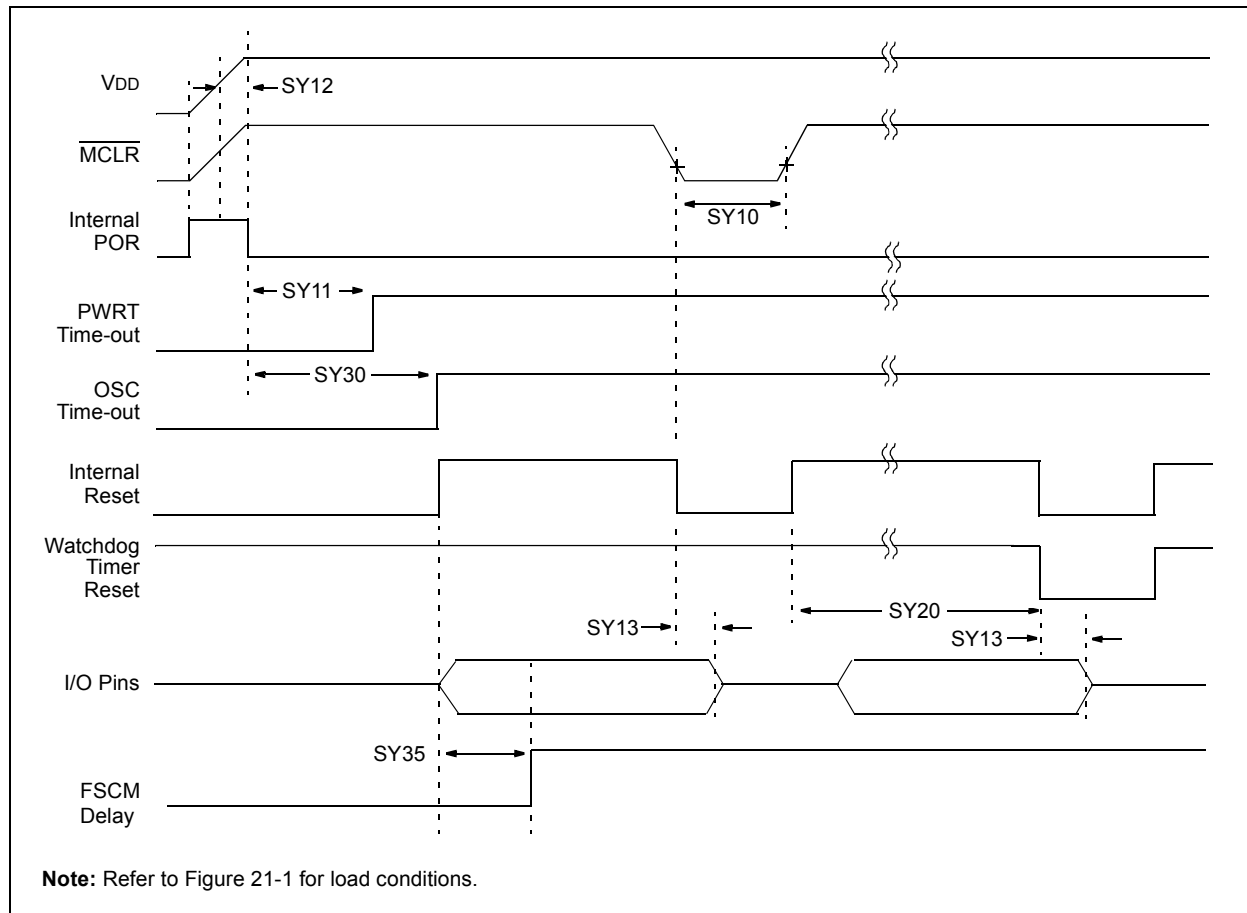 VDD
SY12
MCLR
SY10
Internal
POR
SY11
PWRT
Time-out
SY30
OSC
Time-out
Internal
Reset
Watchdog
Timer
Reset
SY20
SY13
SY13
I/O Pins
SY35
FSCM
Delay
Note: Refer to Figure 21-1 for load conditions.